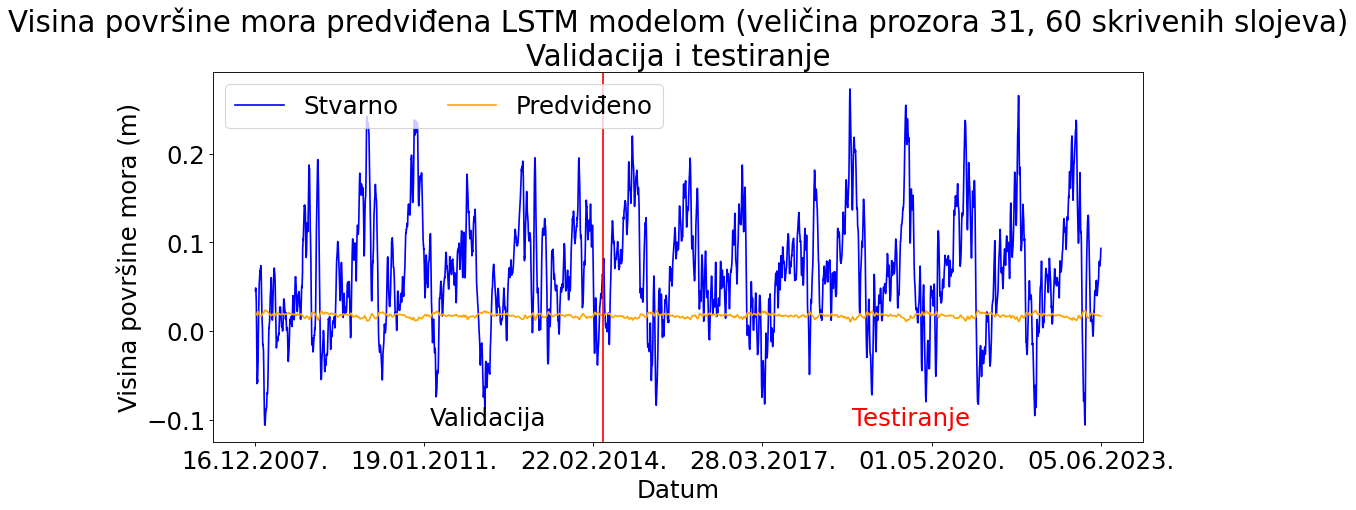 Visina površine mora predviđena LSTM modelom (veličina prozora 31, 60 skrivenih slojeva)
Validacija i testiranje
Stvarno
Predviđeno
Visina površine mora (m)
0.2
0.1
0.0
−0.1
Validacija
Testiranje
16.12.2007.
19.01.2011.
22.02.2014.
28.03.2017.
01.05.2020.
05.06.2023.
Datum